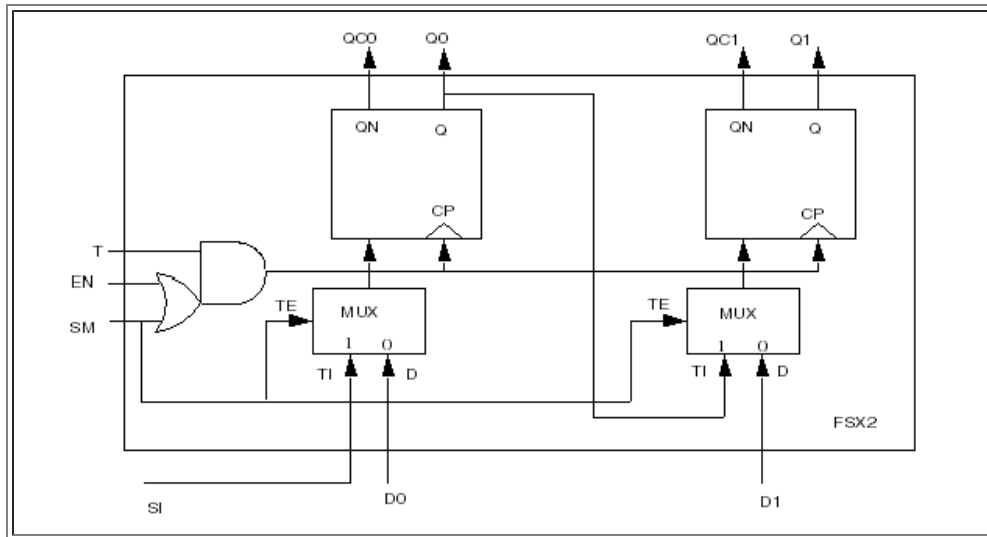 QC0 Q0 QC1 Q1
QN Q QN Q
CP CP
T
EN
SM
TE MUX TE MUX
1 0 1 0
TI D TI D
FSX2
SI D0 D1